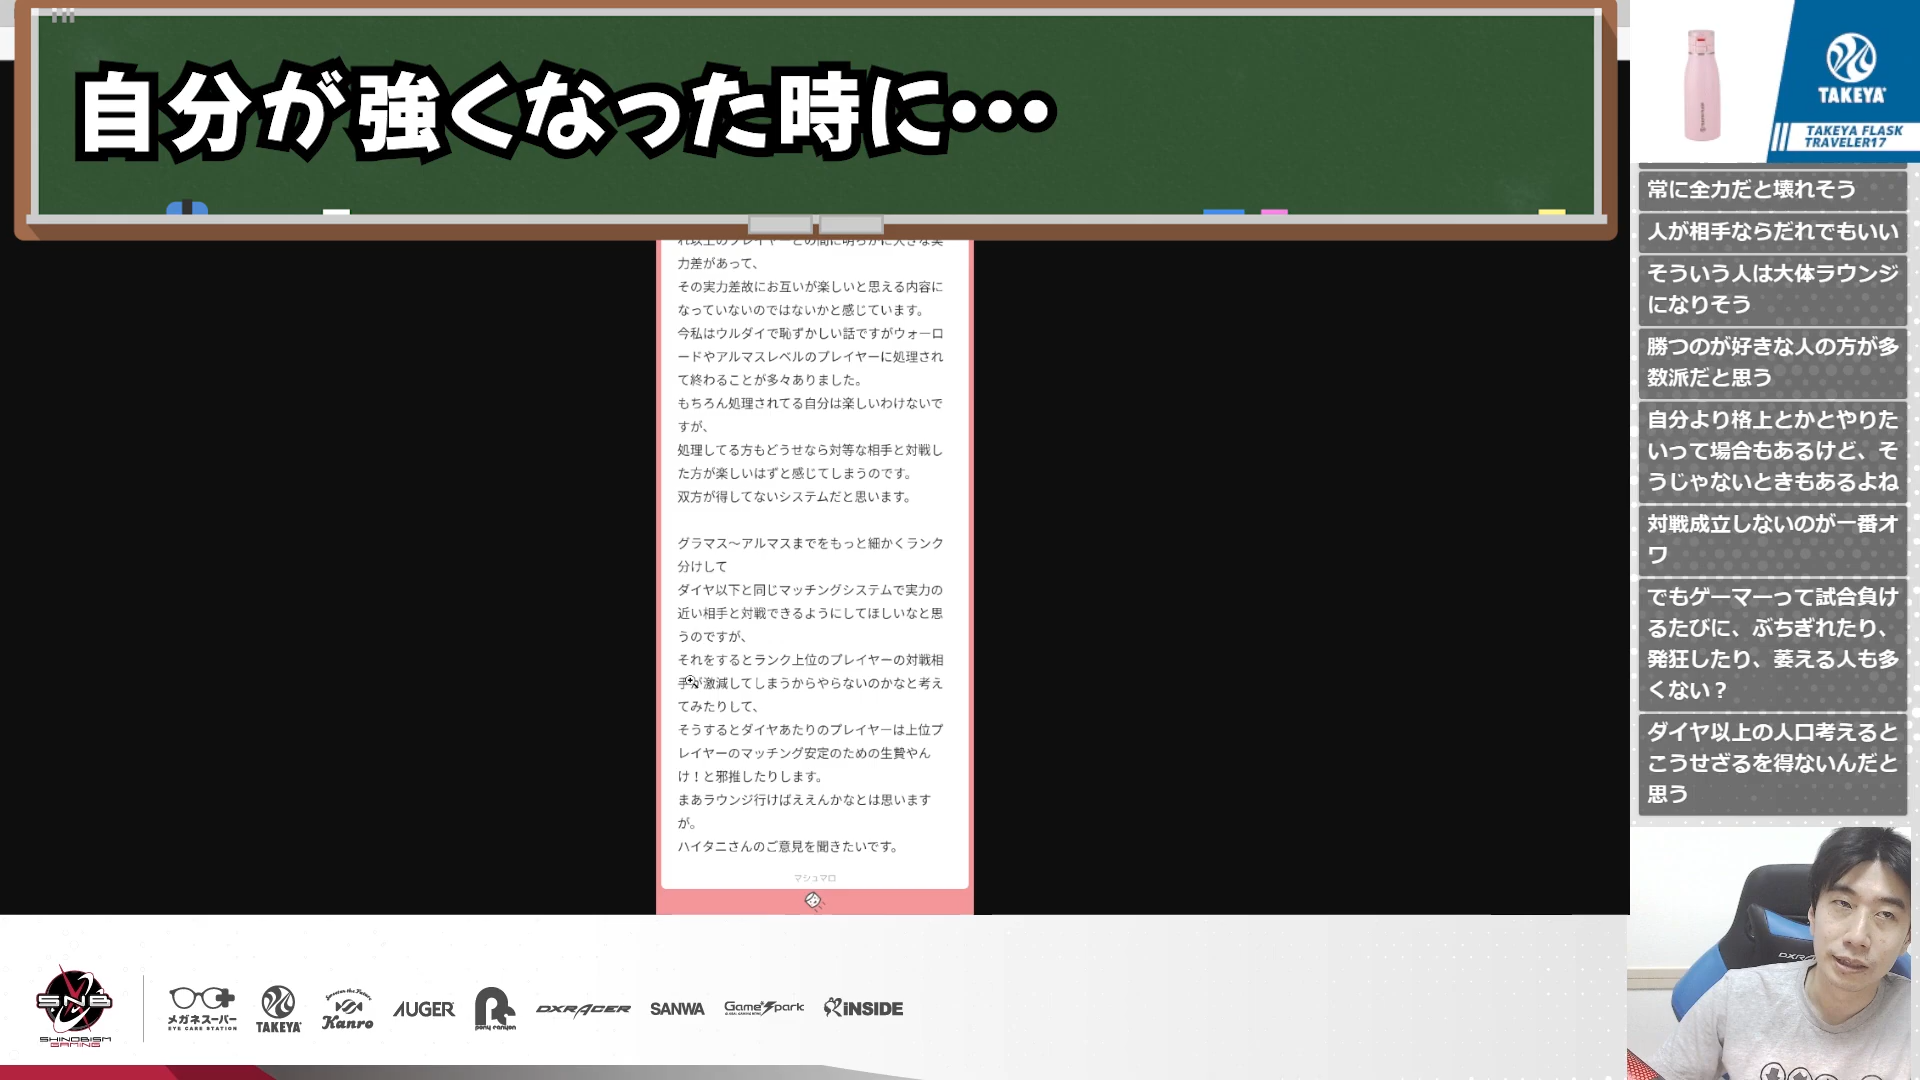 自分が強くなった時に…
TAKEYA
TAKEYA FLASK
TRAVELER17
れ以上のプレイヤーとの間に明らかに大きな実
力差があって、
その実力差故にお互いが楽しいと思える内容に
なっていないのではないかと感じています。
今私はウルダイで恥ずかしい話ですがウォーロ
ードやアルマスレベルのプレイヤーに処理され
て終わることが多々ありました。
もちろん処理されてる自分は楽しいわけないで
すが、
処理してる方もどうせなら対等な相手と対戦し
た方が楽しいはずと感じてしまうのです。
双方が得してないシステムだと思います。
グラマス～アルマスまでをもっと細かくランク
分けして
ダイヤ以下と同じマッチングシステムで実力の
近い相手と対戦できるようにしてほしいなと思
うのですが、
それをするとランク上位のプレイヤーの対戦相
手が激減してしまうからやらないのかなと考え
てみたりして、
そうするとダイヤあたりのプレイヤーは上位プ
レイヤーのマッチング安定のための生贄やん
け！と邪推したりします。
まあラウンジ行けばええんかなとは思います
が。
ハイタニさんのご意見を聞きたいです。
マシュマロ
常に全力だと壊れそう
人が相手ならだれでもいい
そういう人は大体ラウンジ
になりそう
勝つのが好きな人の方が多
数派だと思う
自分より格上とかとやりた
いって場合もあるけど、そ
うじゃないときもあるよね
対戦成立しないのが一番オ
ワ
でもゲーマーって試合負け
るたびに、ぶちぎれたり、
発狂したり、萎える人も多
くない？
ダイヤ以上の人口考えると
こうせざるを得ないんだと
思う
SNB
SHINOBISM
GAMING
メガネスーパー
EYE CARE STATION
TAKEYA
Kanro
AUGER
pony canyon
DXRACER
SANWA
Game*Spark
iNSIDE